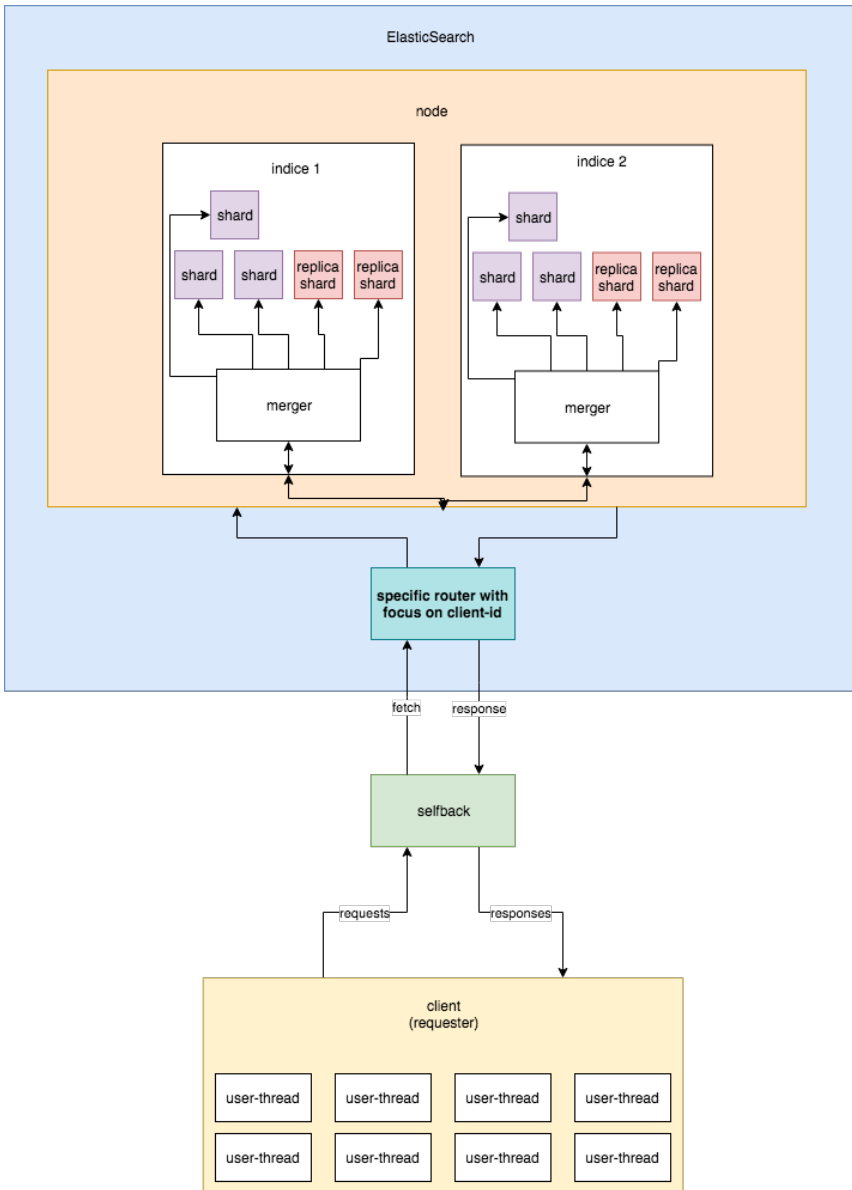 ElasticSearch
node
indice 1
indice 2
shard
shard
shard
shard
replica
shard
replica
shard
shard
shard
replica
shard
replica
shard
merger
merger
specific router with
focus on client-id
fetch
response
selfback
requests
responses
client
(requester)
user-thread
user-thread
user-thread
user-thread
user-thread
user-thread
user-thread
user-thread